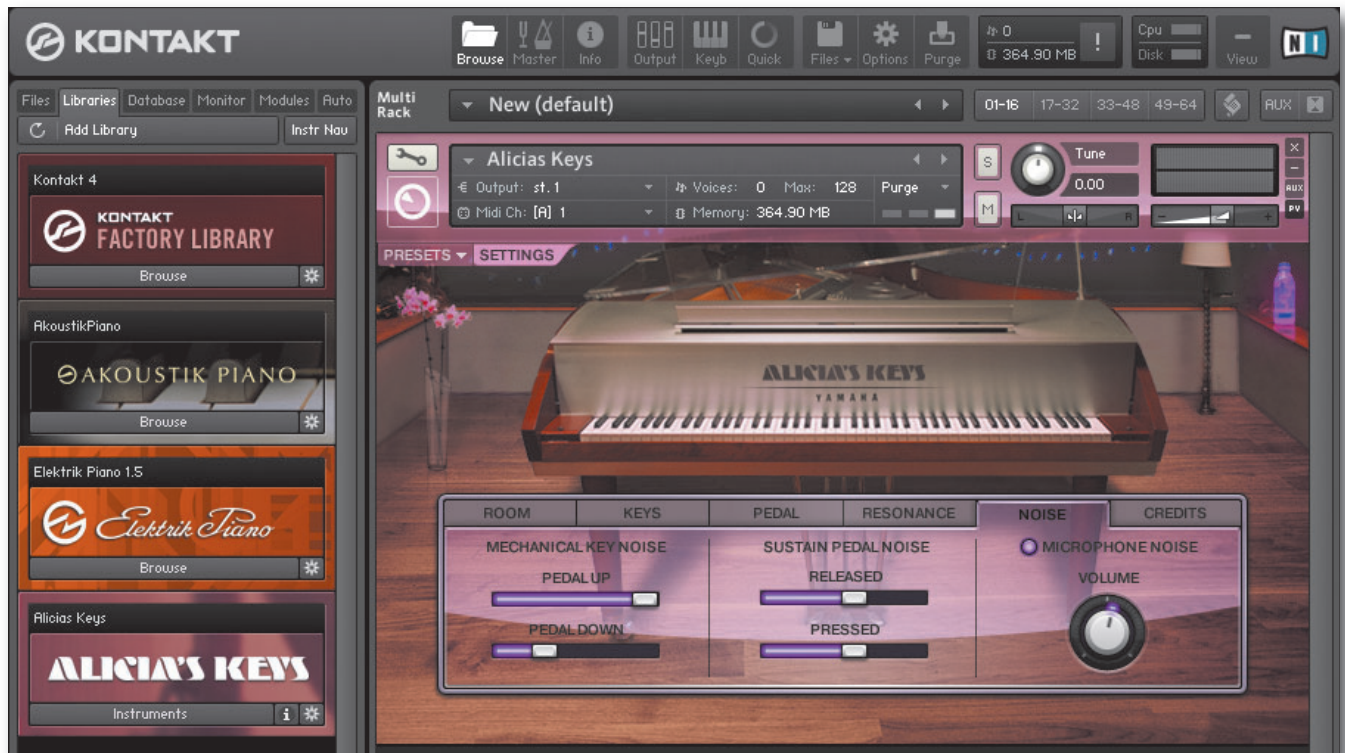 KONTAKT
Browse Master Info Output Keyb Quick Files Options Purge
0
364.90 MB
!
Cpu
Disk
View
NI
Files Libraries Database Monitor Modules Auto
Add Library Instr Nav
Kontakt 4
KONTAKT
FACTORY LIBRARY
Browse
AkoustikPiano
AKOUSTIK PIANO
Browse
Elektrik Piano 1.5
Elektrik Piano
Browse
Alicias Keys
ALICIA'S KEYS
Instruments i
Multi
Rack
New (default)
01-16 17-32 33-48 49-64 AUX
Alicias Keys
Output: st.1 Voices: 0 Max: 128 Purge
Midi Ch: [A] 1 Memory: 364.90 MB
S
M
Tune
0.00
L R
- +
X
-
AUX
PV
PRESETS SETTINGS
ALICIA'S KEYS
YAMAHA
ROOM KEYS PEDAL RESONANCE NOISE CREDITS
MECHANICAL KEY NOISE SUSTAIN PEDAL NOISE MICROPHONE NOISE
PEDAL UP RELEASED VOLUME
PEDAL DOWN PRESSED